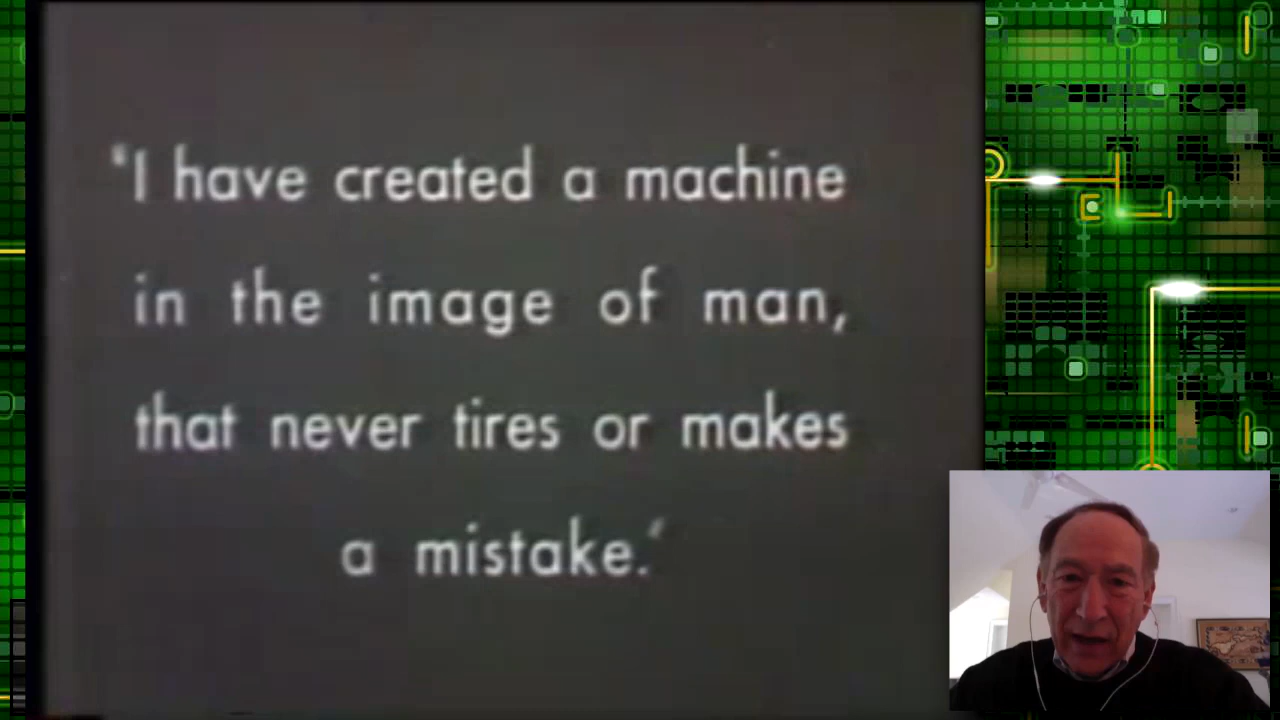 'I have created a machine
in the image of man,
that never tires or makes
a mistake.'